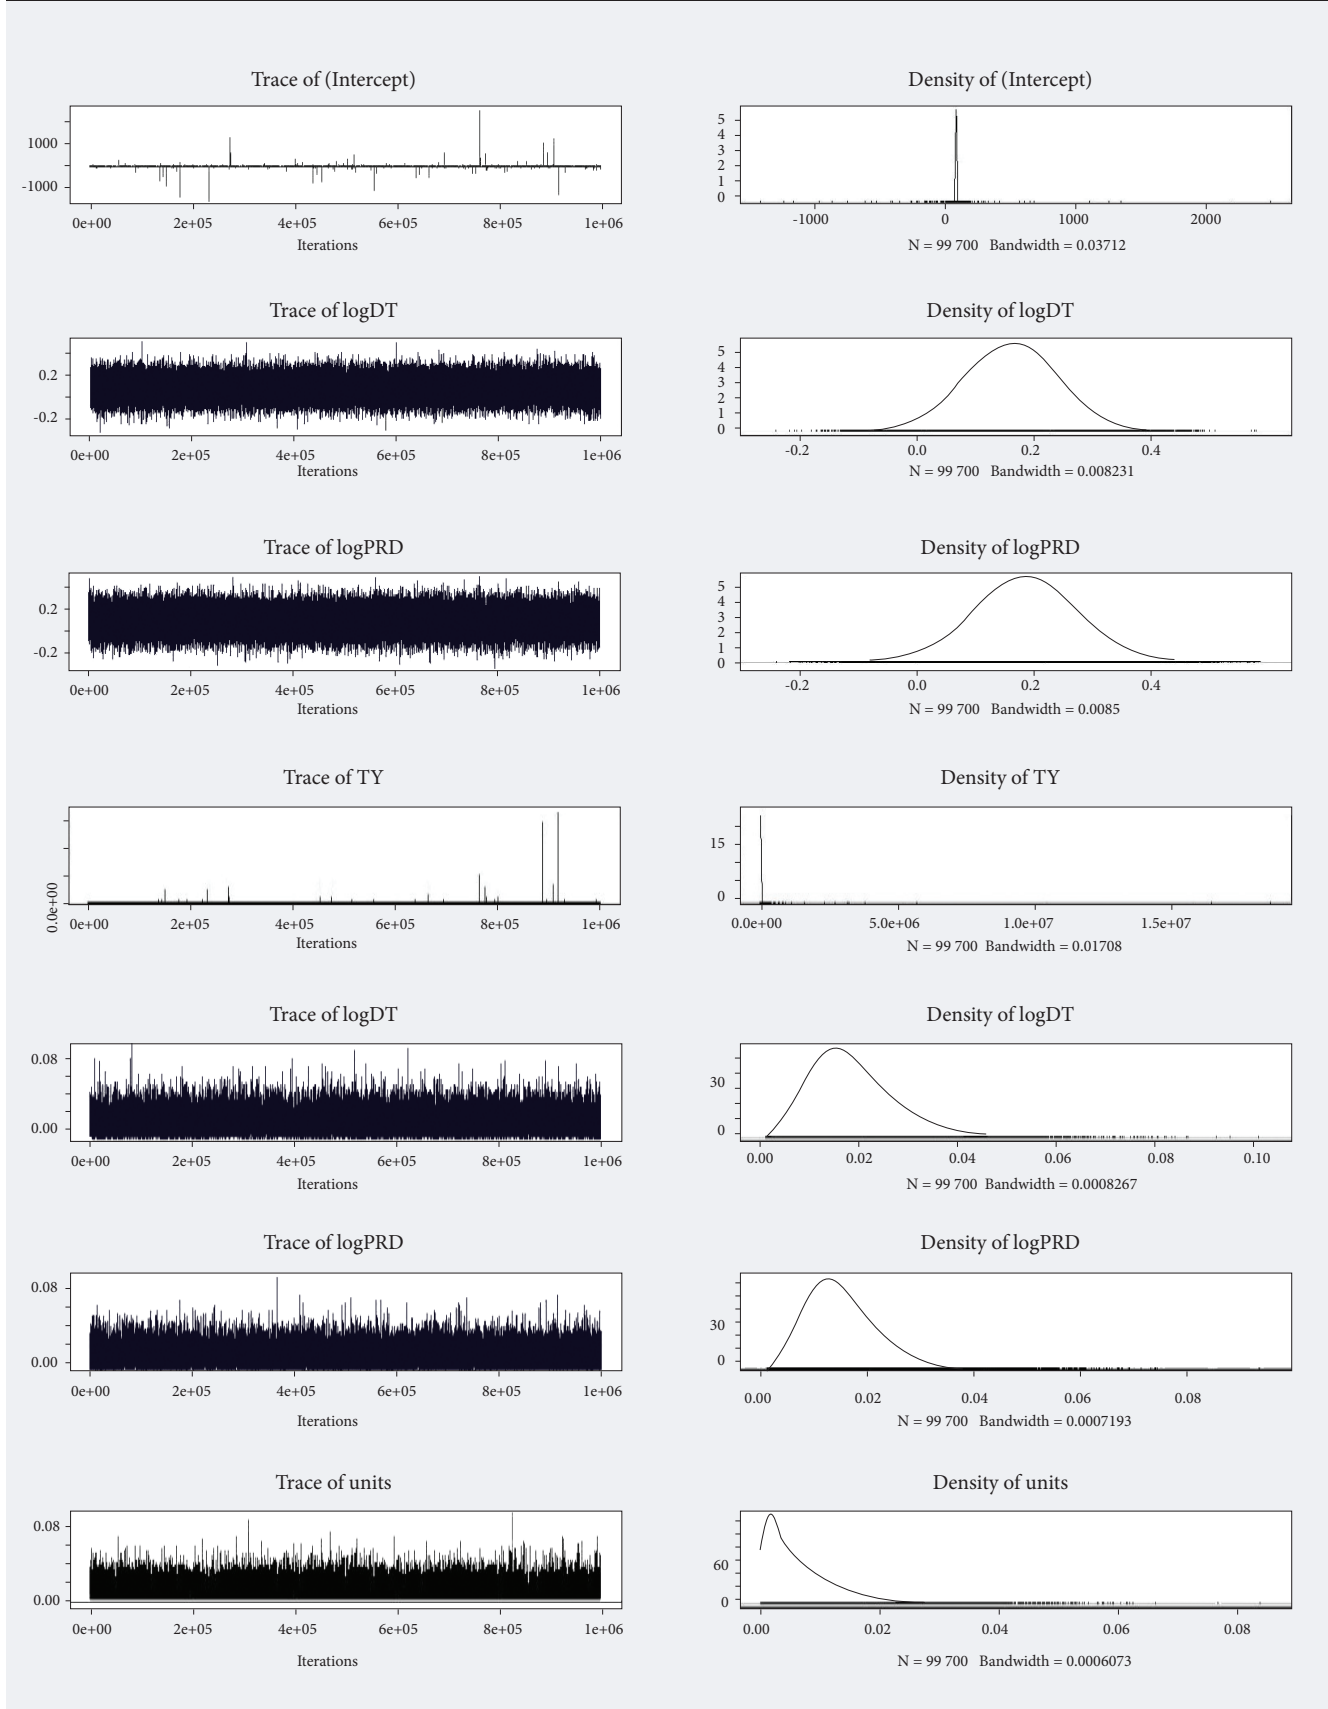 Trace of (Intercept)
1000
-1000
0e+00 2e+05 4e+05 6e+05 8e+05 1e+06
Iterations
Density of (Intercept)
5
4
3
2
1
0
-1000 0 1000 2000
N = 99 700 Bandwidth = 0.03712
Trace of logDT
0.2
-0.2
0e+00 2e+05 4e+05 6e+05 8e+05 1e+06
Iterations
Density of logDT
5
4
3
2
1
0
-0.2 0.0 0.2 0.4
N = 99 700 Bandwidth = 0.008231
Trace of logPRD
0.2
-0.2
0e+00 2e+05 4e+05 6e+05 8e+05 1e+06
Iterations
Density of logPRD
5
4
3
2
1
0
-0.2 0.0 0.2 0.4
N = 99 700 Bandwidth = 0.0085
Trace of TY
0.0e+00
0e+00 2e+05 4e+05 6e+05 8e+05 1e+06
Iterations
Density of TY
15
0
0.0e+00 5.0e+06 1.0e+07 1.5e+07
N = 99 700 Bandwidth = 0.01708
Trace of logDT
0.08
0.00
0e+00 2e+05 4e+05 6e+05 8e+05 1e+06
Iterations
Density of logDT
30
0
0.00 0.02 0.04 0.06 0.08 0.10
N = 99 700 Bandwidth = 0.0008267
Trace of logPRD
0.08
0.00
0e+00 2e+05 4e+05 6e+05 8e+05 1e+06
Iterations
Density of logPRD
30
0
0.00 0.02 0.04 0.06 0.08
N = 99 700 Bandwidth = 0.0007193
Trace of units
0.08
0.00
0e+00 2e+05 4e+05 6e+05 8e+05 1e+06
Iterations
Density of units
60
0
0.00 0.02 0.04 0.06 0.08
N = 99 700 Bandwidth = 0.0006073